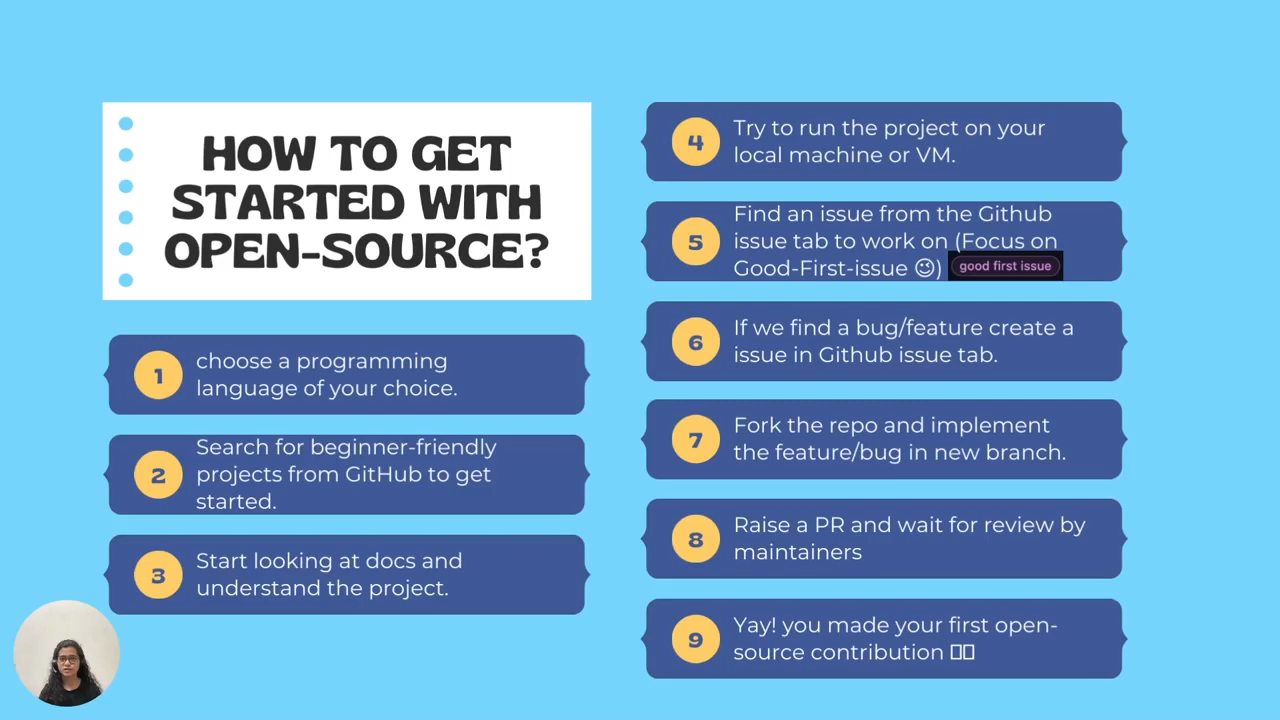 HOW TO GET
STARTED WITH
OPEN-SOURCE?
1
choose a programming
language of your choice.
2
Search for beginner-friendly
projects from GitHub to get
started.
3
Start looking at docs and
understand the project.
4
Try to run the project on your
local machine or VM.
5
Find an issue from the Github
issue tab to work on (Focus on
Good-First-issue 😉) good first issue
6
If we find a bug/feature create a
issue in Github issue tab.
7
Fork the repo and implement
the feature/bug in new branch.
8
Raise a PR and wait for review by
maintainers
9
Yay! you made your first open-
source contribution